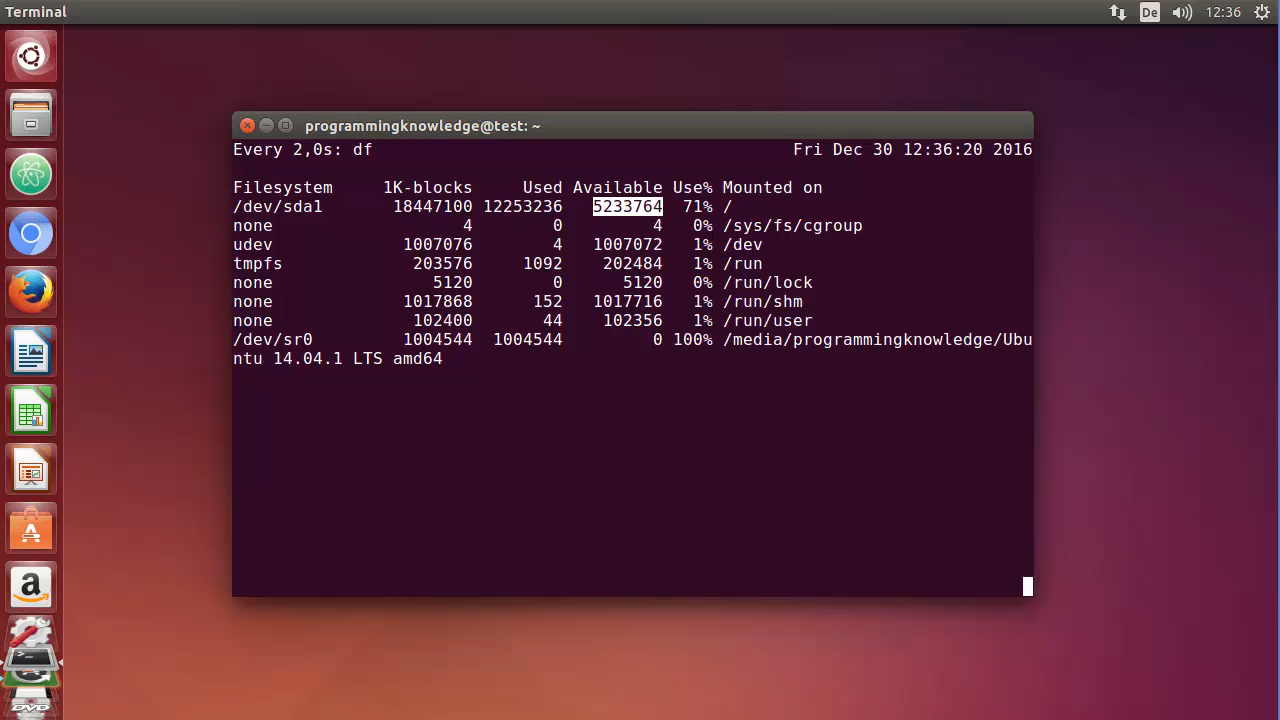 Terminal De 12:36
programmingknowledge@test: ~
Every 2,0s: df Fri Dec 30 12:36:20 2016
Filesystem 1K-blocks Used Available Use% Mounted on
/dev/sda1 18447100 12253236 5233764 71% /
none 4 0 4 0% /sys/fs/cgroup
udev 1007076 4 1007072 1% /dev
tmpfs 203576 1092 202484 1% /run
none 5120 0 5120 0% /run/lock
none 1017868 152 1017716 1% /run/shm
none 102400 44 102356 1% /run/user
/dev/sr0 1004544 1004544 0 100% /media/programmingknowledge/Ubu
ntu 14.04.1 LTS amd64